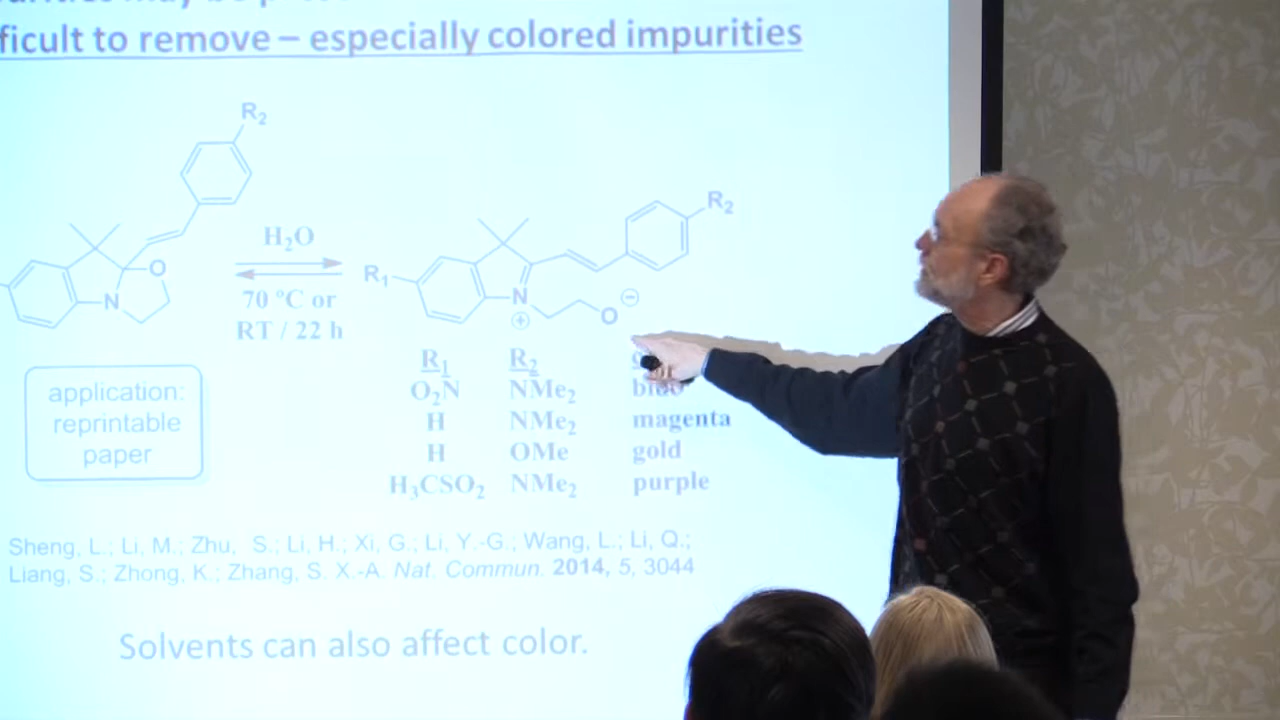 ficult to remove – especially colored impurities
R2
R2
H2O
R1
O
N
N
O
70 ºC or
RT / 22 h
R1 R2
O2N NMe2
H NMe2 magenta
H OMe gold
H3CSO2 NMe2 purple
application:
reprintable
paper
Sheng, L.; Li, M.; Zhu, S.; Li, H.; Xi, G.; Li, Y.-G.; Wang, L.; Li, Q.;
Liang, S.; Zhong, K.; Zhang, S. X.-A. Nat. Commun. 2014, 5, 3044
Solvents can also affect color.